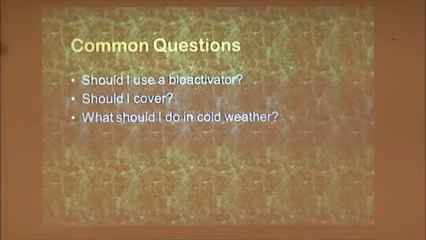 Common Questions
• Should I use a bioactivator?
• Should I cover?
• What should I do in cold weather?